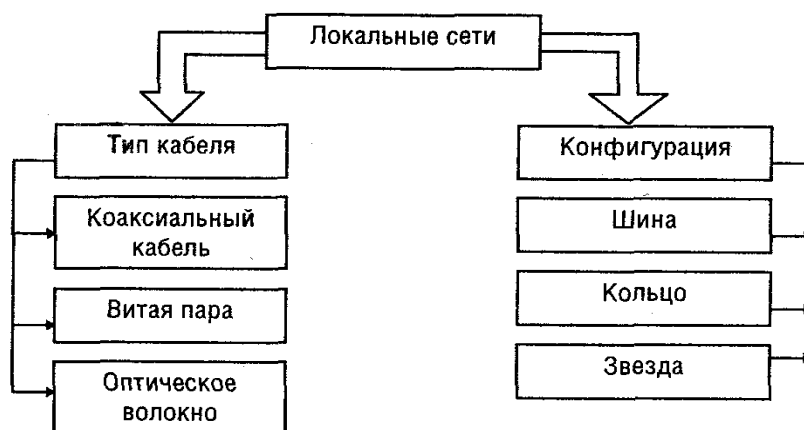 Локальные сети
Тип кабеля
Коаксиальный
кабель
Витая пара
Оптическое
волокно
Конфигурация
Шина
Кольцо
Звезда